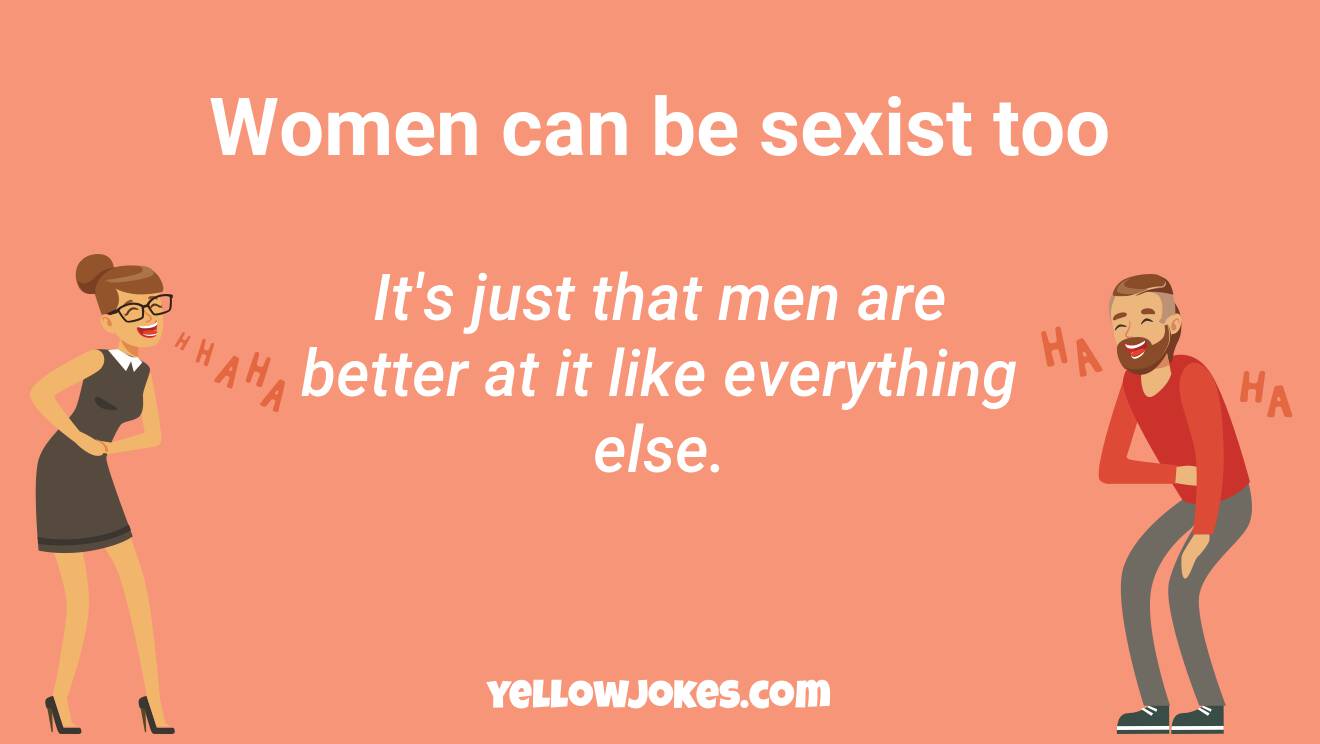 Women can be sexist too
It's just that men are
HA
HHAHA
better at it like everything
HA
else.
YELLOWJOKES.COM